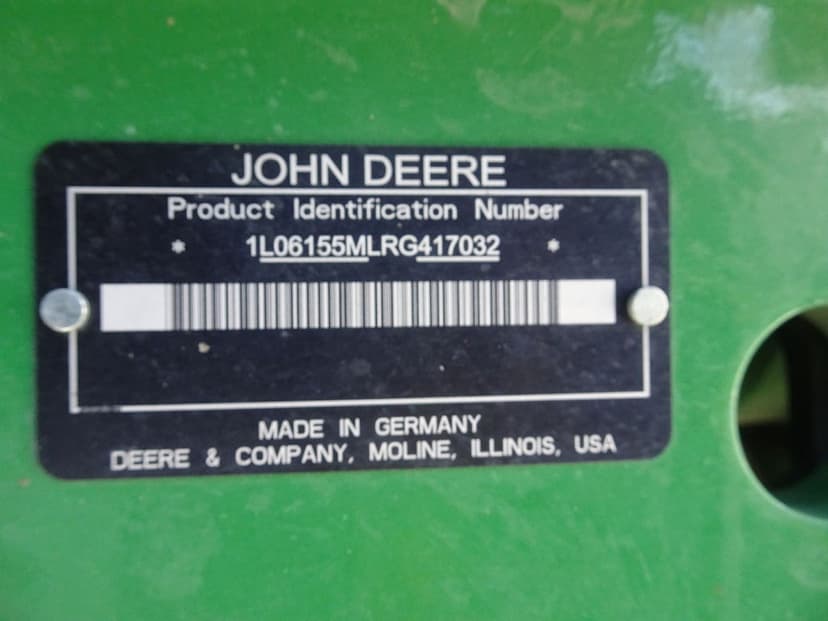 JOHN DEERE
Product Identification Number
* 1L06155MLRG417032 *
MADE IN GERMANY
DEERE & COMPANY, MOLINE, ILLINOIS, USA